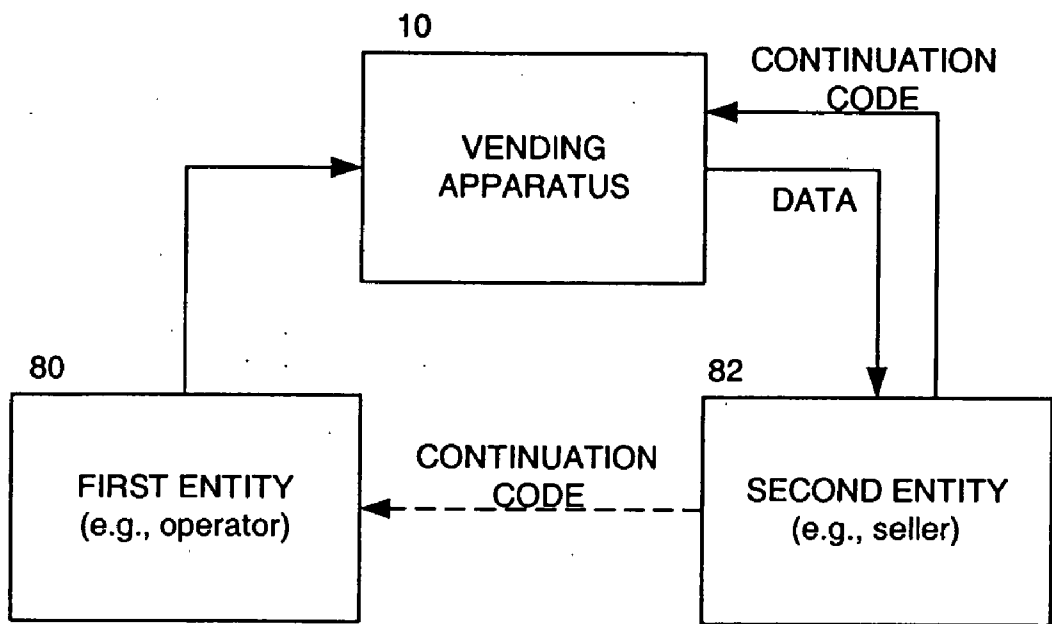 10
CONTINUATION
CODE
VENDING
APPARATUS
DATA
80
82
CONTINUATION
CODE
FIRST ENTITY
(e.g., operator)
SECOND ENTITY
(e.g., seller)